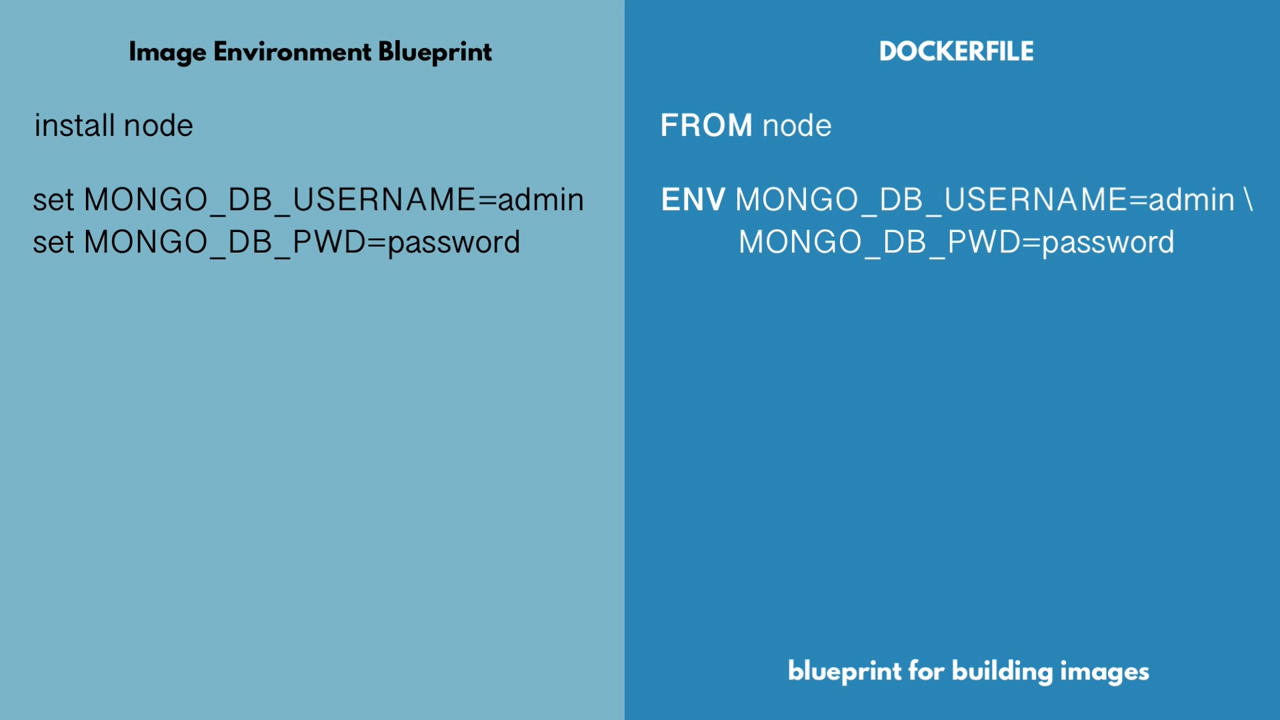 Image Environment Blueprint
install node
set MONGO_DB_USERNAME=admin
set MONGO_DB_PWD=password
DOCKERFILE
FROM node
ENV MONGO_DB_USERNAME=admin \
MONGO_DB_PWD=password
blueprint for building images